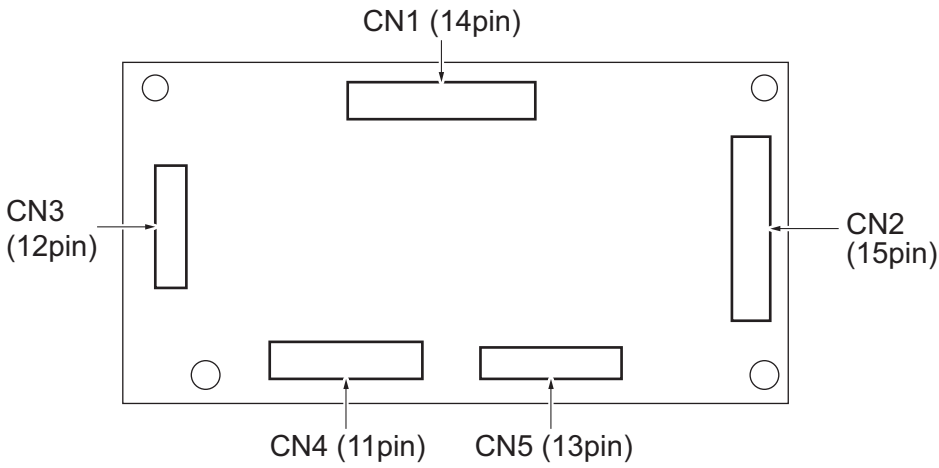 CN1 (14pin)
CN3
(12pin)
CN2
(15pin)
CN4 (11pin)
CN5 (13pin)